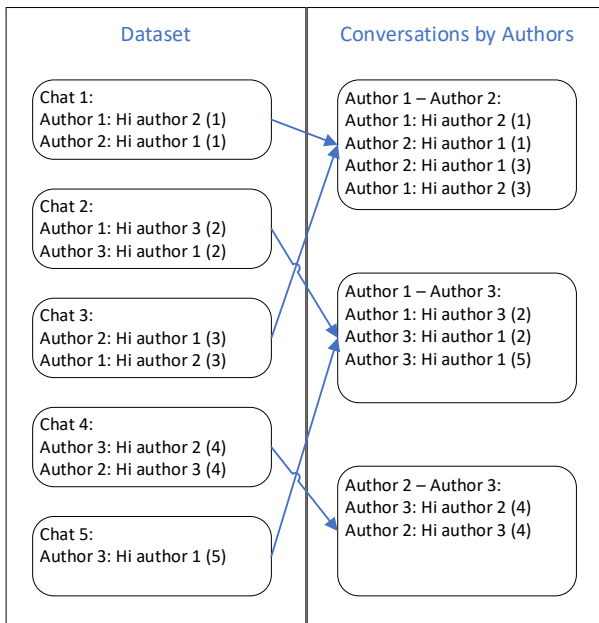 Dataset
Chat 1:
Author 1: Hi author 2 (1)
Author 2: Hi author 1 (1)
Chat 2:
Author 1: Hi author 3 (2)
Author 3: Hi author 1 (2)
Chat 3:
Author 2: Hi author 1 (3)
Author 1: Hi author 2 (3)
Chat 4:
Author 3: Hi author 2 (4)
Author 2: Hi author 3 (4)
Chat 5:
Author 3: Hi author 1 (5)
Conversations by Authors
Author 1 – Author 2:
Author 1: Hi author 2 (1)
Author 2: Hi author 1 (1)
Author 2: Hi author 1 (3)
Author 1: Hi author 2 (3)
Author 1 – Author 3:
Author 1: Hi author 3 (2)
Author 3: Hi author 1 (2)
Author 3: Hi author 1 (5)
Author 2 – Author 3:
Author 3: Hi author 2 (4)
Author 2: Hi author 3 (4)